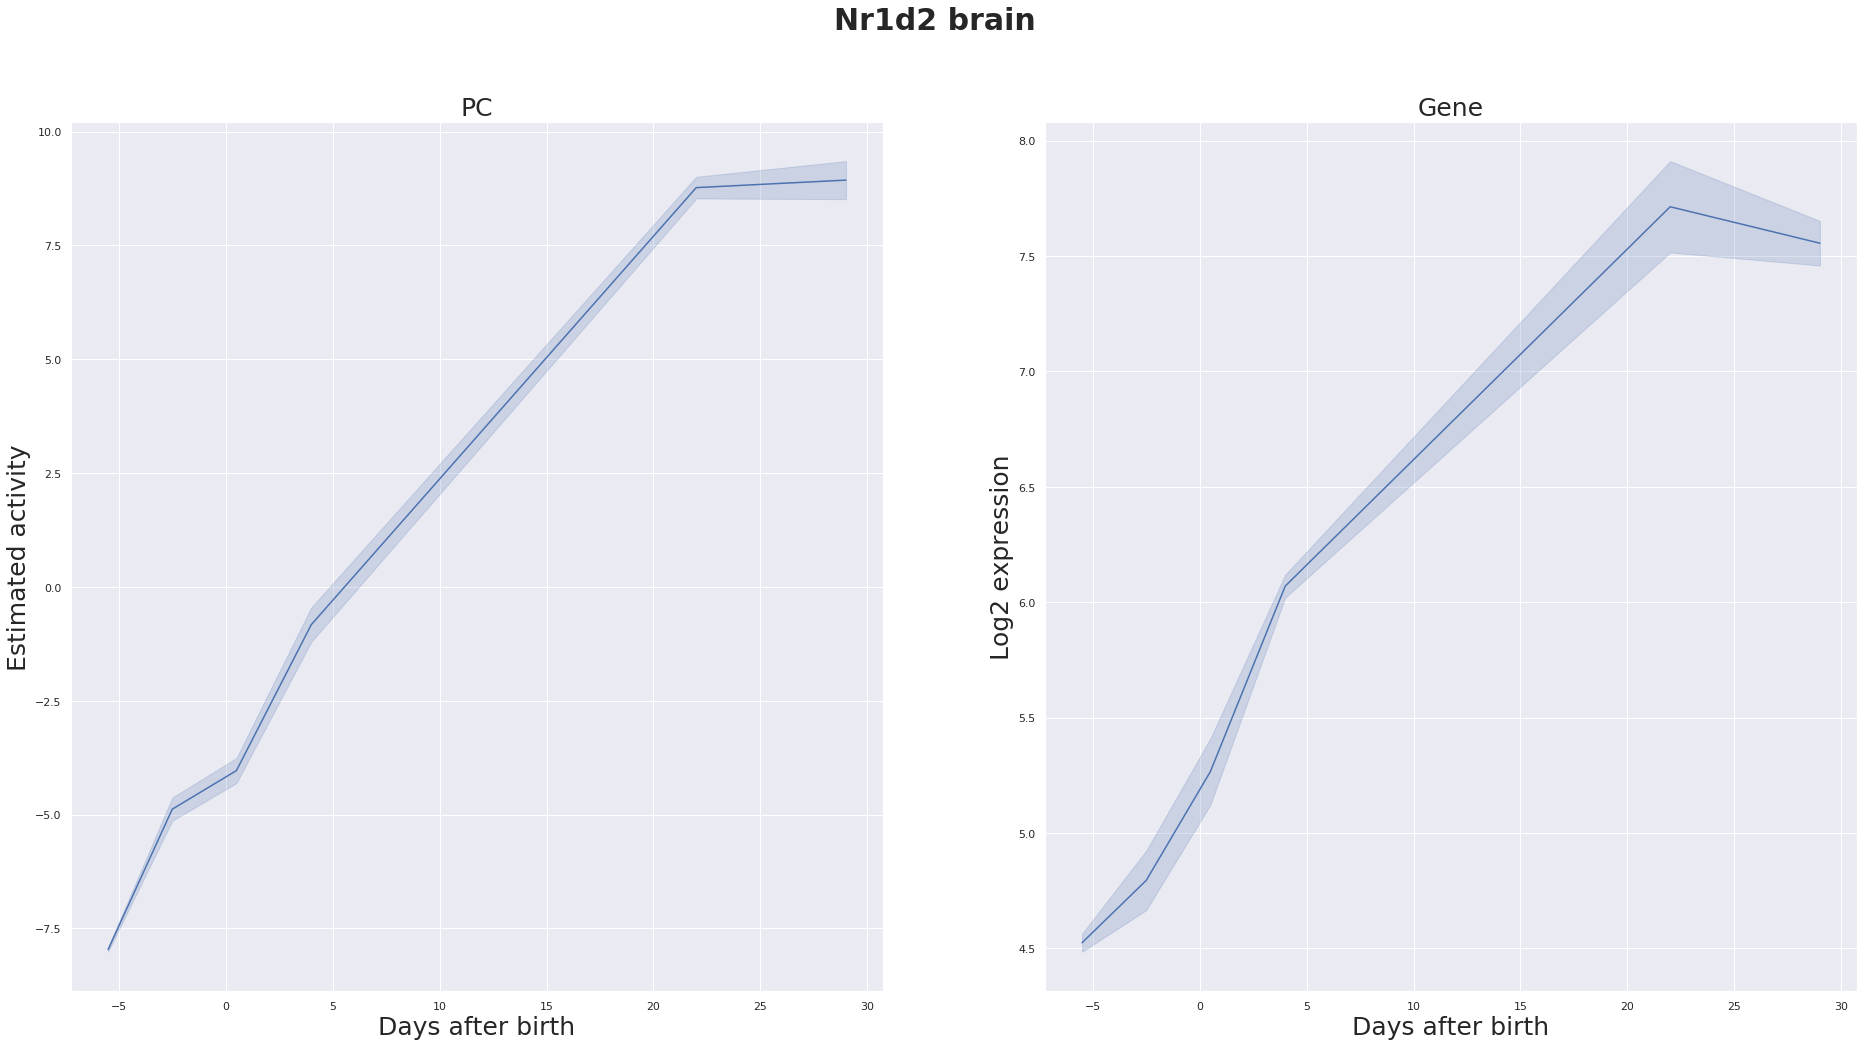 Nr1d2 brain
PC
Estimated activity
10.0
7.5
5.0
2.5
0.0
−2.5
−5.0
−7.5
−5 0 5 10 15 20 25 30
Days after birth
Gene
Log2 expression
8.0
7.5
7.0
6.5
6.0
5.5
5.0
4.5
−5 0 5 10 15 20 25 30
Days after birth